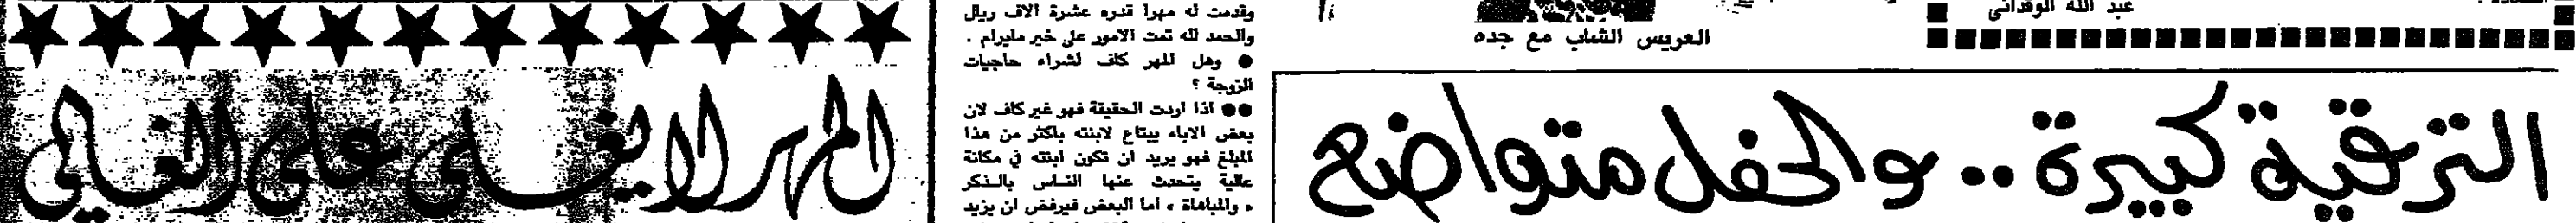 عبد الله الوقداني
العريس الشاب مع جده
الترقية كبيرة .. والحفل متواضع
وقدمت له مهرا قدره عشرة الاف ريال
والحمد لله تمت الامور على خير مايرام .
● وهل المهر كاف لشراء حاجيات
الزوجة ؟
●● اذا اردت الحقيقة فهو غير كاف لان
بعض الاباء يبتاع لابنته باكثر من هذا
المبلغ فهو يريد ان تكون ابنته في مكانة
عالية يتحدث عنها الناس بالذكر
« والمباهاة » اما البعض فيرفض ان يزيد
المهر لا يغلى على الغالي